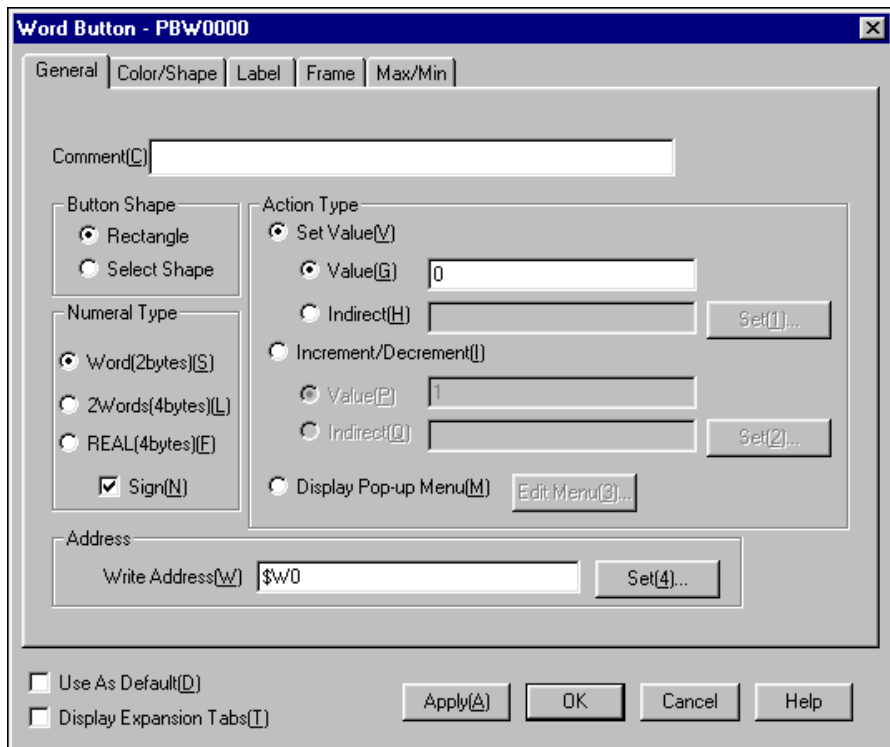 Word Button - PBW0000
General Color/Shape Label Frame Max/Min
Comment(C)
Button Shape
Rectangle
Select Shape
Numeral Type
Word(2bytes)(S)
2Words(4bytes)(L)
REAL(4bytes)(F)
Sign(N)
Action Type
Set Value(V)
Value(G) 0
Indirect(H) Set(1)...
Increment/Decrement(I)
Value(P) 1
Indirect(Q) Set(2)...
Display Pop-up Menu(M) Edit Menu(3)...
Address
Write Address(W) $W0 Set(4)...
Use As Default(D)
Display Expansion Tabs(T)
Apply(A) OK Cancel Help